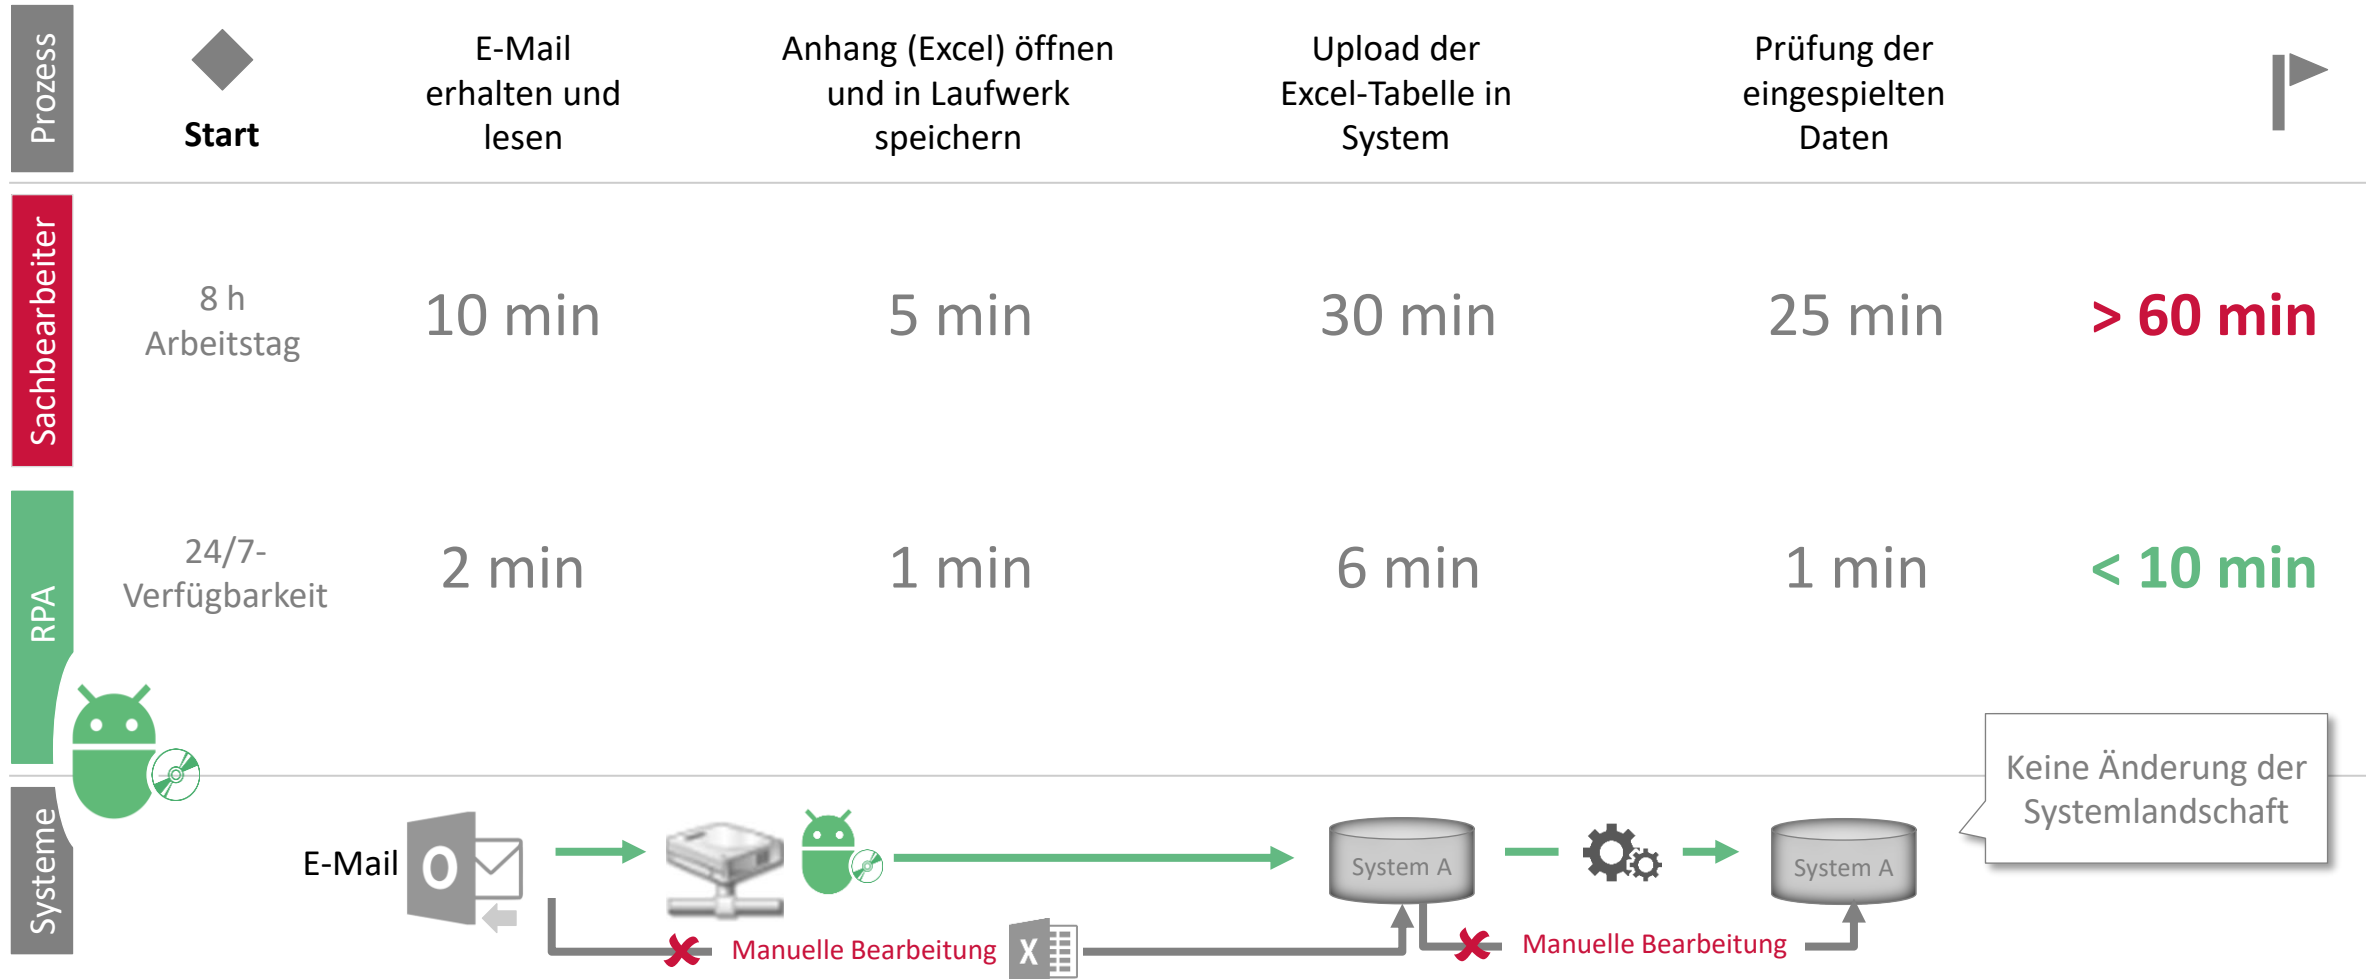 Prozess
Start
E-Mail
erhalten und
lesen
Anhang (Excel) öffnen
und in Laufwerk
speichern
Upload der
Excel-Tabelle in
System
Prüfung der
eingespielten
Daten
Sachbearbeiter
8 h
Arbeitstag
10 min
5 min
30 min
25 min
> 60 min
RPA
24/7-
Verfügbarkeit
2 min
1 min
6 min
1 min
< 10 min
Keine Änderung der
Systemlandschaft
Systeme
E-Mail
O
System A
System A
Manuelle Bearbeitung
X
Manuelle Bearbeitung